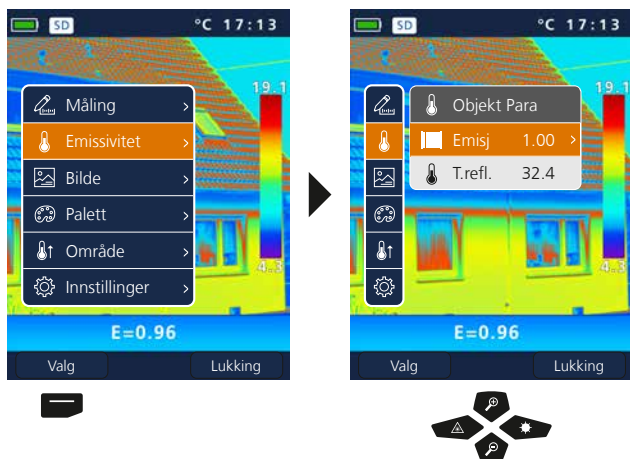 SD °C 17:13
19.1
Måling
Emissivitet
Bilde
Palett
Område
Innstillinger
4.3
E=0.96
Valg Lukking
SD °C 17:13
19.1
Objekt Para
Emisj 1.00
T.refl. 32.4
4.3
E=0.96
Valg Lukking